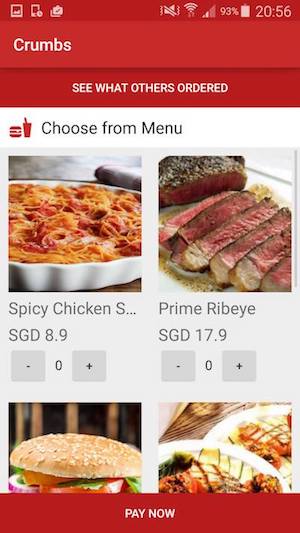 93% 20:56
Crumbs
SEE WHAT OTHERS ORDERED
Choose from Menu
Spicy Chicken S... Prime Ribeye
SGD 8.9 SGD 17.9
- 0 + - 0 +
PAY NOW